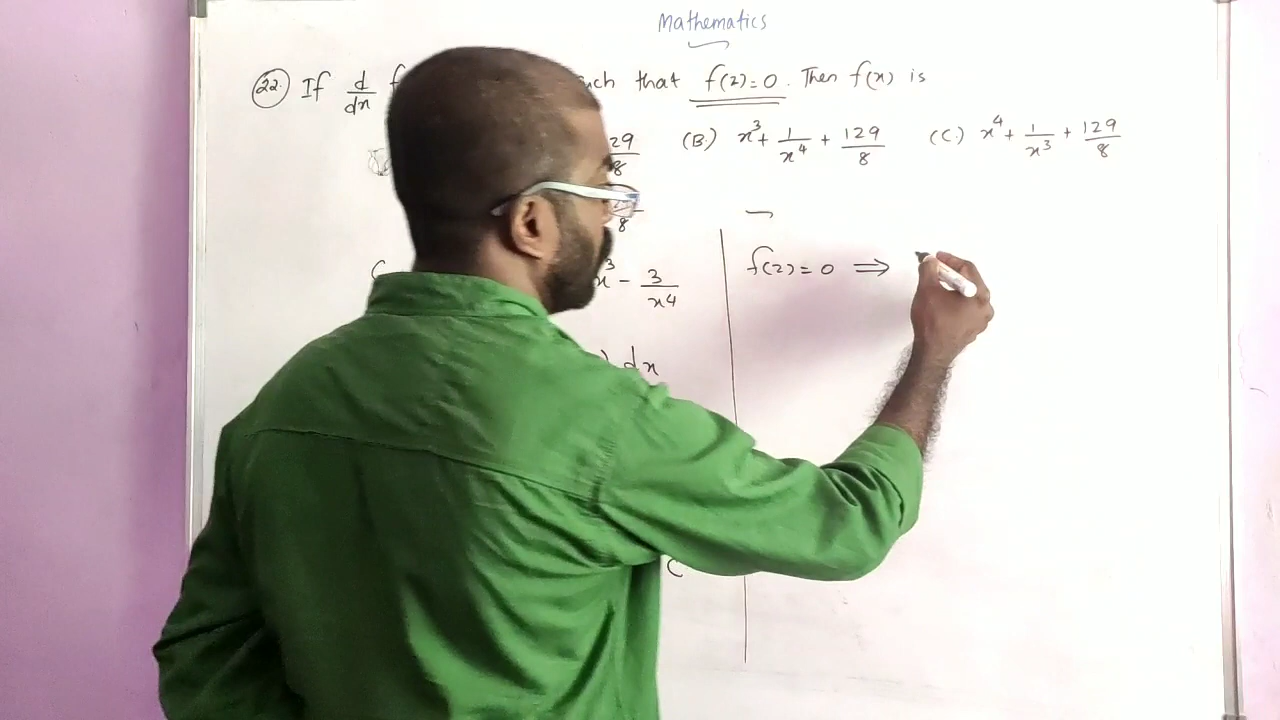 Mathematics
22. If d/dx f such that f(2)=0. Then f(x) is
29/8 (B.) x³ + 1/x⁴ + 129/8 (C.) x⁴ + 1/x³ + 129/8
8
x³ - 3/x⁴ f(2) = 0 ⇒
) dx
C